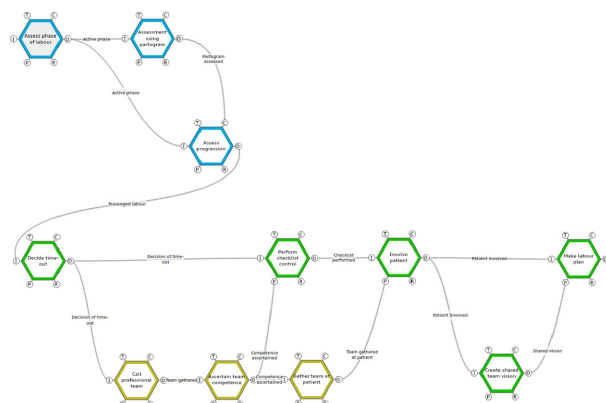 T
C
Assess phase
of labour
I
O
P
R
Active phase
T
C
Assessment
using
partogram
I
O
P
R
Partogram
assessed
Active phase
T
C
Assess
progression
I
O
P
R
Prolonged labour
T
C
Decide time-
out
I
O
P
R
Decision of time-
out
T
C
Perform
checklist
control
I
O
P
R
Checklist
performed
T
C
Involve
patient
I
O
P
R
Patient involved
T
C
Make labour
plan
I
O
P
R
Decision of time-
out
Patient involved
Competence
ascertained
Team gathered
at patient
Shared vision
T
C
Call
professional
team
I
O
P
R
Team gathered
T
C
Ascertain team
competence
I
O
P
R
Competence
ascertained
T
C
Gather team at
patient
I
O
P
R
T
C
Create shared
team vision
I
O
P
R